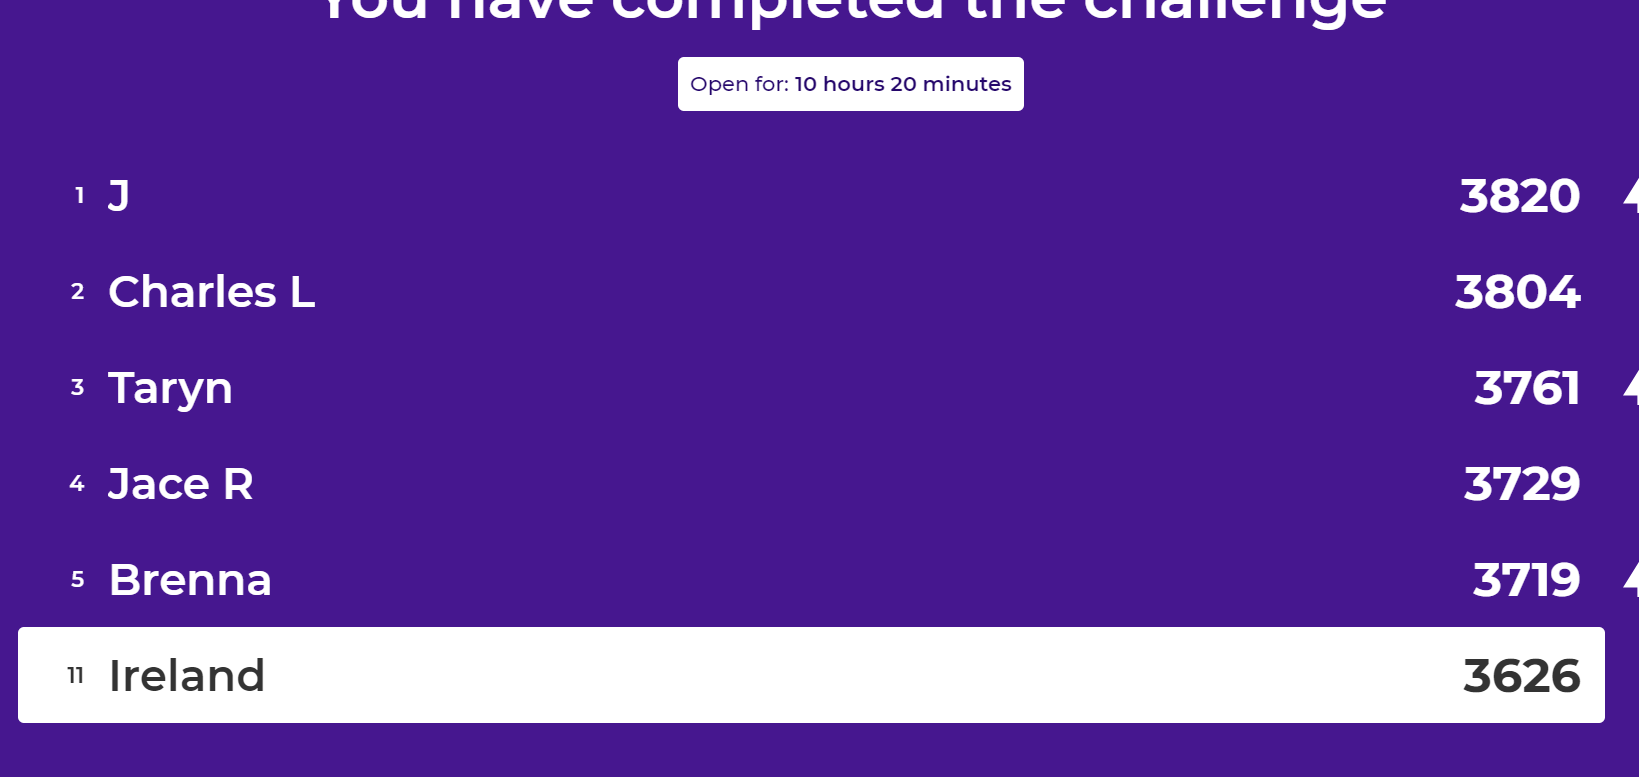 You have completed the challenge
Open for: 10 hours 20 minutes
1 J 3820
2 Charles L 3804
3 Taryn 3761
4 Jace R 3729
5 Brenna 3719
11 Ireland 3626